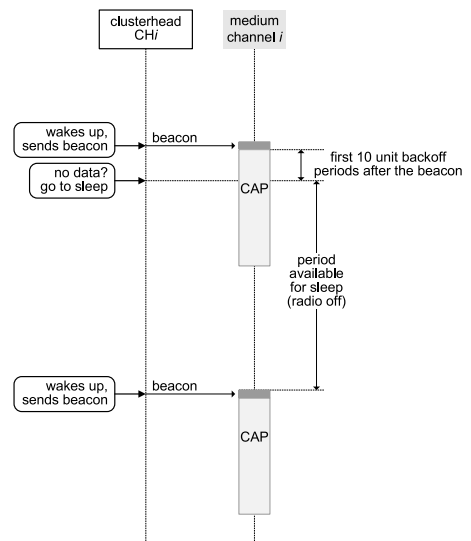 clusterhead
CHi
medium
channel i
wakes up,
sends beacon
beacon
first 10 unit backoff
periods after the beacon
no data?
go to sleep
CAP
period
available
for sleep
(radio off)
wakes up,
sends beacon
beacon
CAP